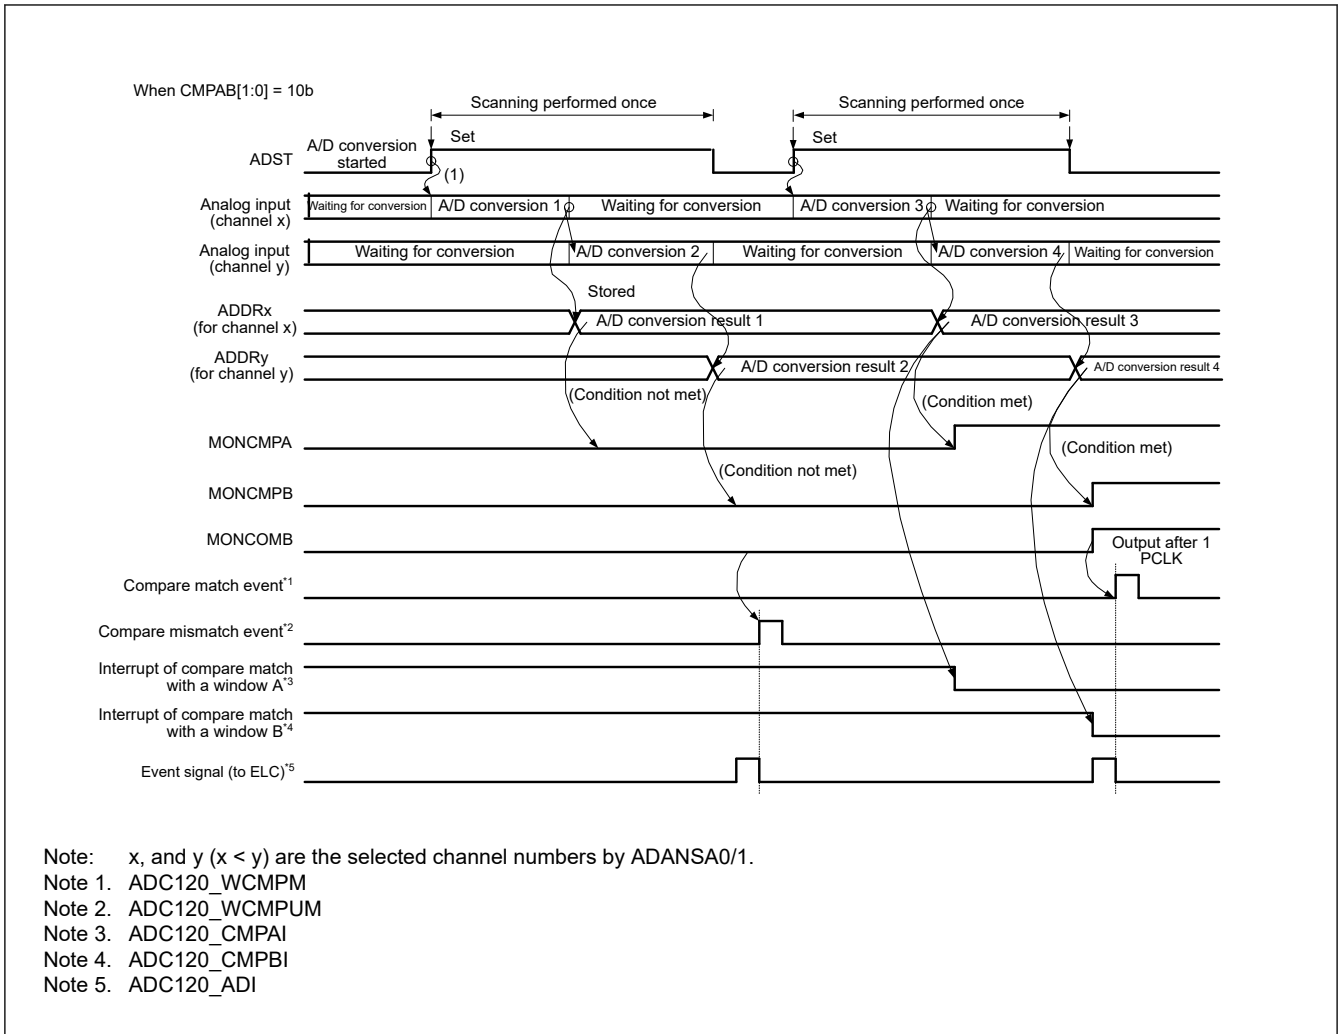 When CMPAB[1:0] = 10b
Scanning performed once
Scanning performed once
ADST
A/D conversion
started
Set
Set
(1)
Analog input
(channel x)
Waiting for conversion
A/D conversion 1
Waiting for conversion
A/D conversion 3
Waiting for conversion
Analog input
(channel y)
Waiting for conversion
A/D conversion 2
Waiting for conversion
A/D conversion 4
Waiting for conversion
Stored
ADDRx
(for channel x)
A/D conversion result 1
A/D conversion result 3
ADDRy
(for channel y)
A/D conversion result 2
A/D conversion result 4
(Condition not met)
(Condition met)
MONCMPA
(Condition met)
(Condition not met)
MONCMPB
MONCOMB
Output after 1
PCLK
Compare match event*1
Compare mismatch event*2
Interrupt of compare match
with a window A*3
Interrupt of compare match
with a window B*4
Event signal (to ELC)*5
Note: x, and y (x < y) are the selected channel numbers by ADANSA0/1.
Note 1. ADC120_WCMPM
Note 2. ADC120_WCMPUM
Note 3. ADC120_CMPAI
Note 4. ADC120_CMPBI
Note 5. ADC120_ADI